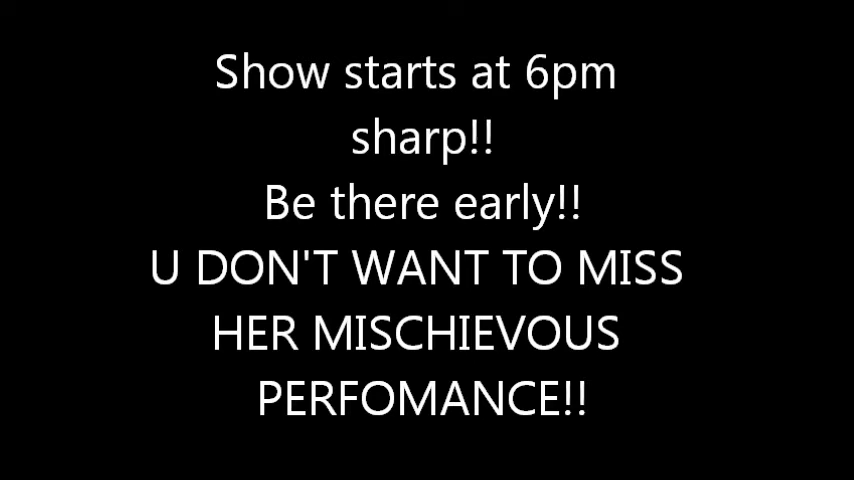 Show starts at 6pm
sharp!!
Be there early!!
U DON'T WANT TO MISS
HER MISCHIEVOUS
PERFOMANCE!!